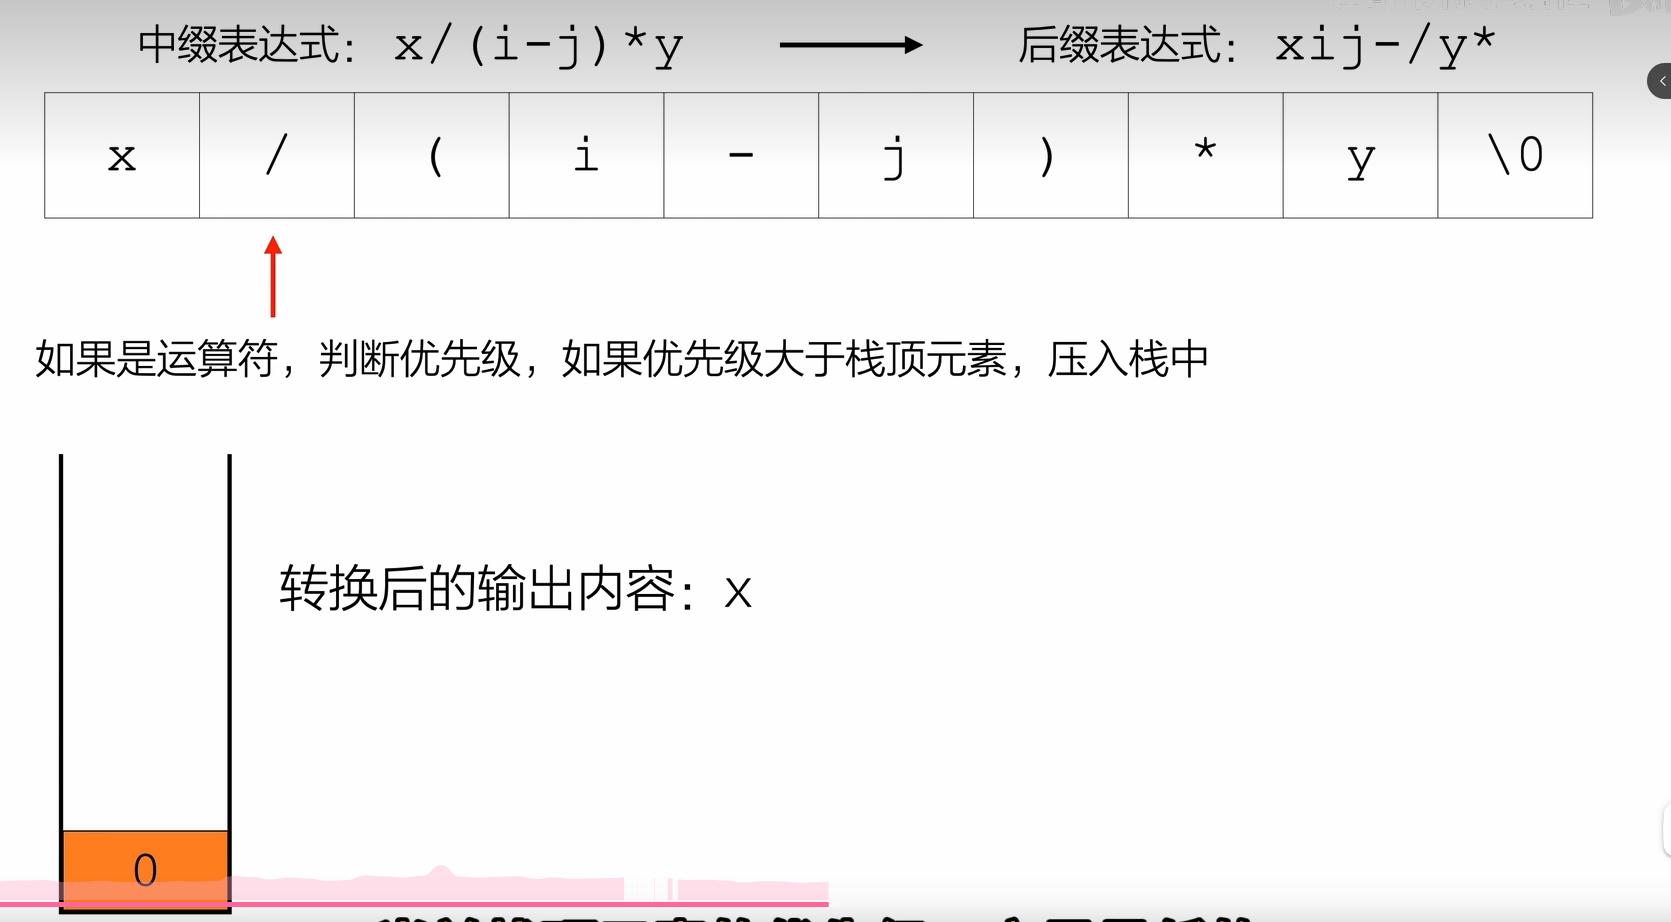 中缀表达式： x/(i-j)*y 后缀表达式： xij-/y*
x / ( i - j ) * y \0
如果是运算符，判断优先级，如果优先级大于栈顶元素，压入栈中
转换后的输出内容：x
0